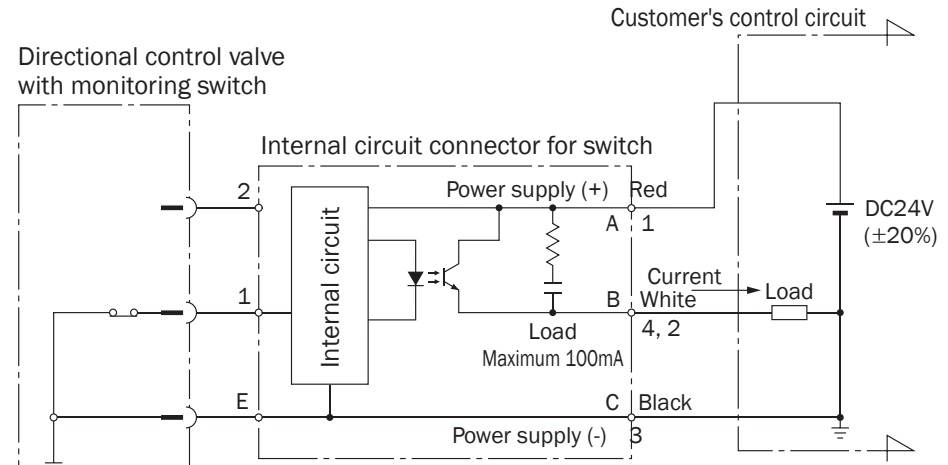 Customer's control circuit
Directional control valve
with monitoring switch
Internal circuit connector for switch
2
Power supply (+)
Red
A
1
DC24V
(±20%)
Internal circuit
Current
1
B
White
Load
4, 2
Load
Maximum 100mA
E
C
Black
Power supply (-)
3